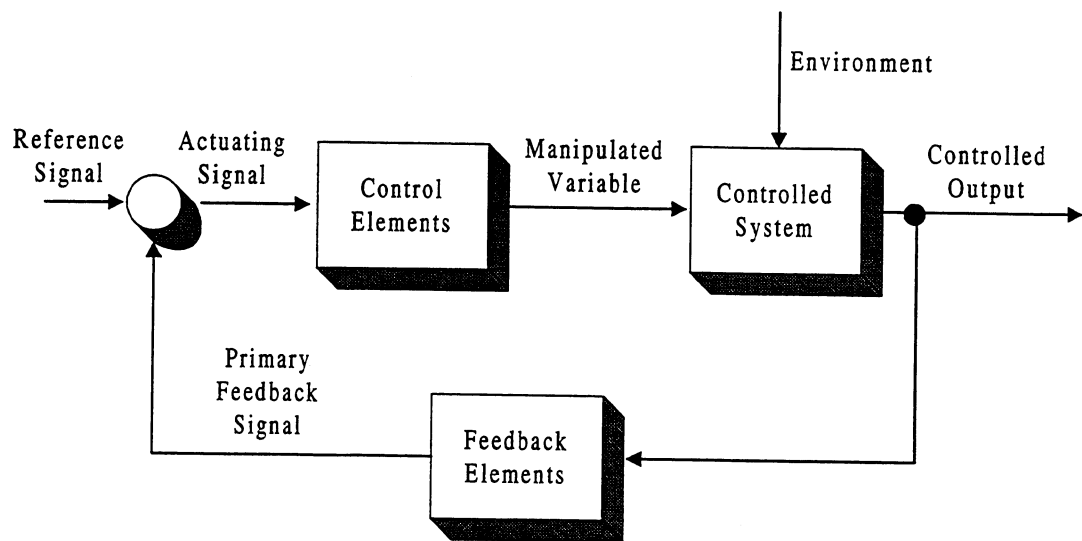 Environment
Reference
Signal
Actuating
Signal
Control
Elements
Manipulated
Variable
Controlled
System
Controlled
Output
Primary
Feedback
Signal
Feedback
Elements